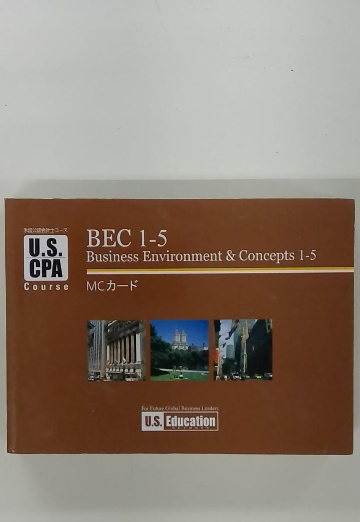 米国公認会計士コース
U.S.
CPA
Course
BEC 1-5
Business Environment & Concepts 1-5
MCカード
For Future Global Business Leaders
U.S. Education